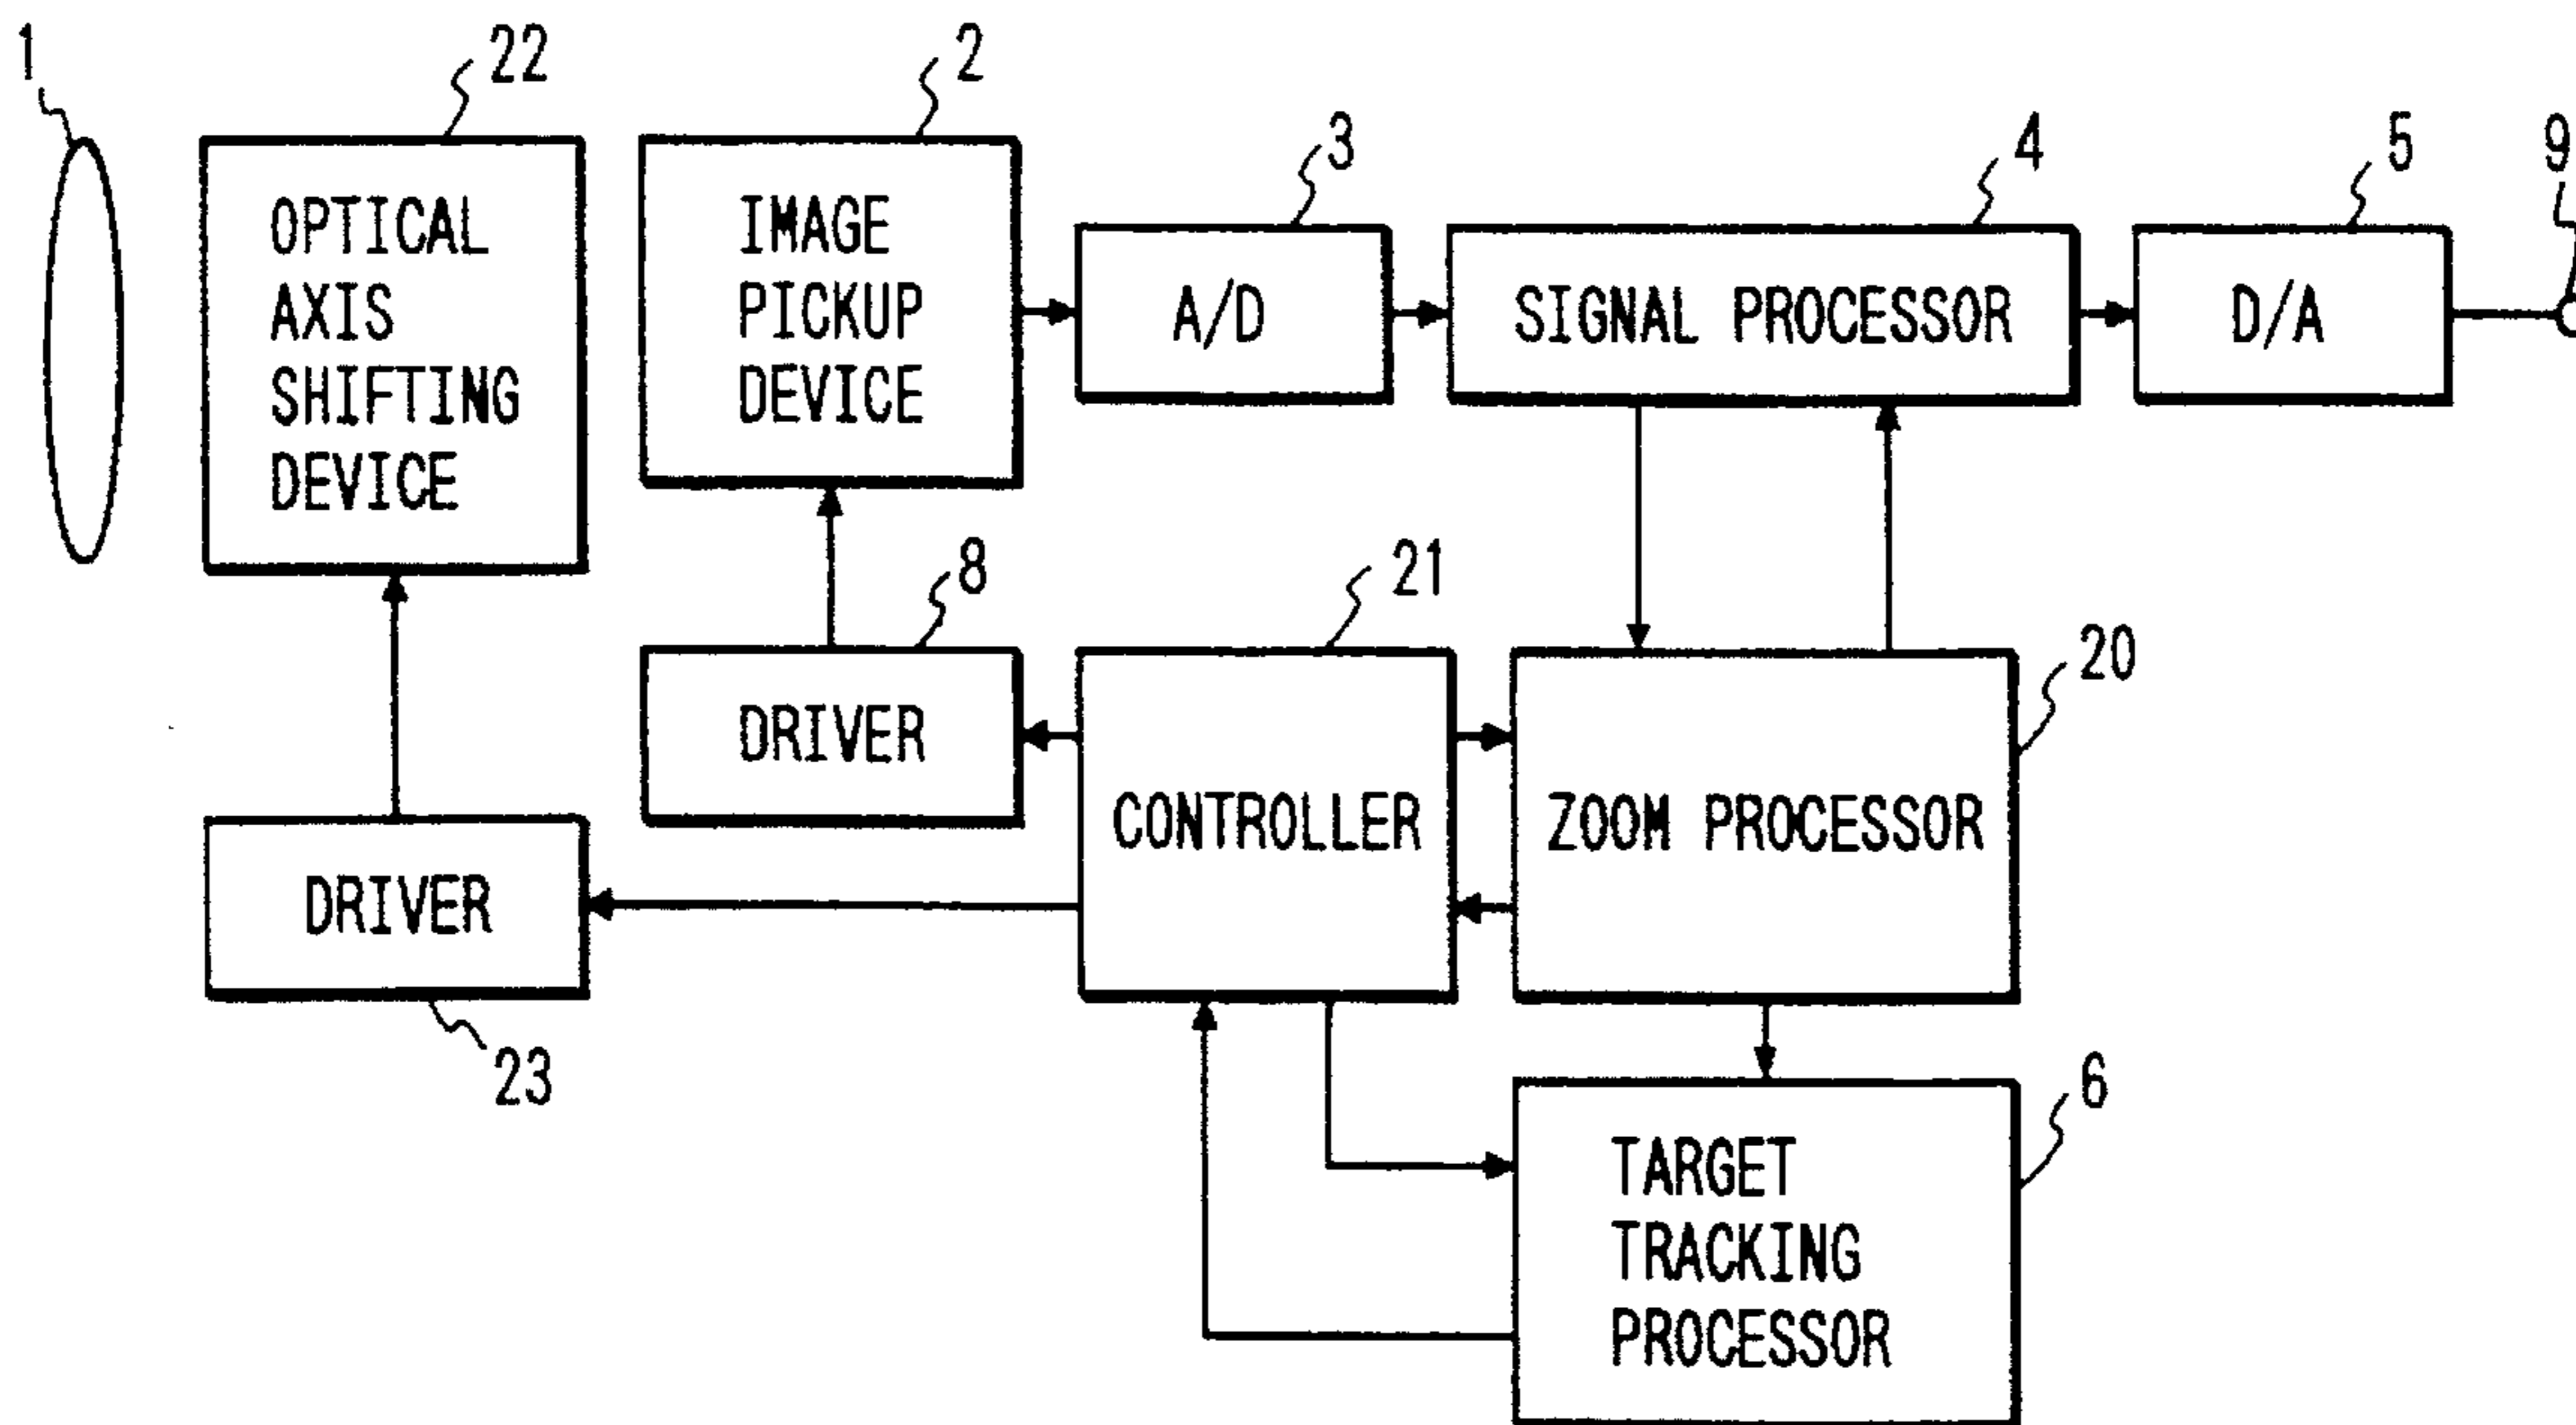 1
22
2
3
4
5
9
OPTICAL
AXIS
SHIFTING
DEVICE
IMAGE
PICKUP
DEVICE
A/D
SIGNAL PROCESSOR
D/A
8
21
20
DRIVER
CONTROLLER
ZOOM PROCESSOR
DRIVER
23
6
TARGET
TRACKING
PROCESSOR